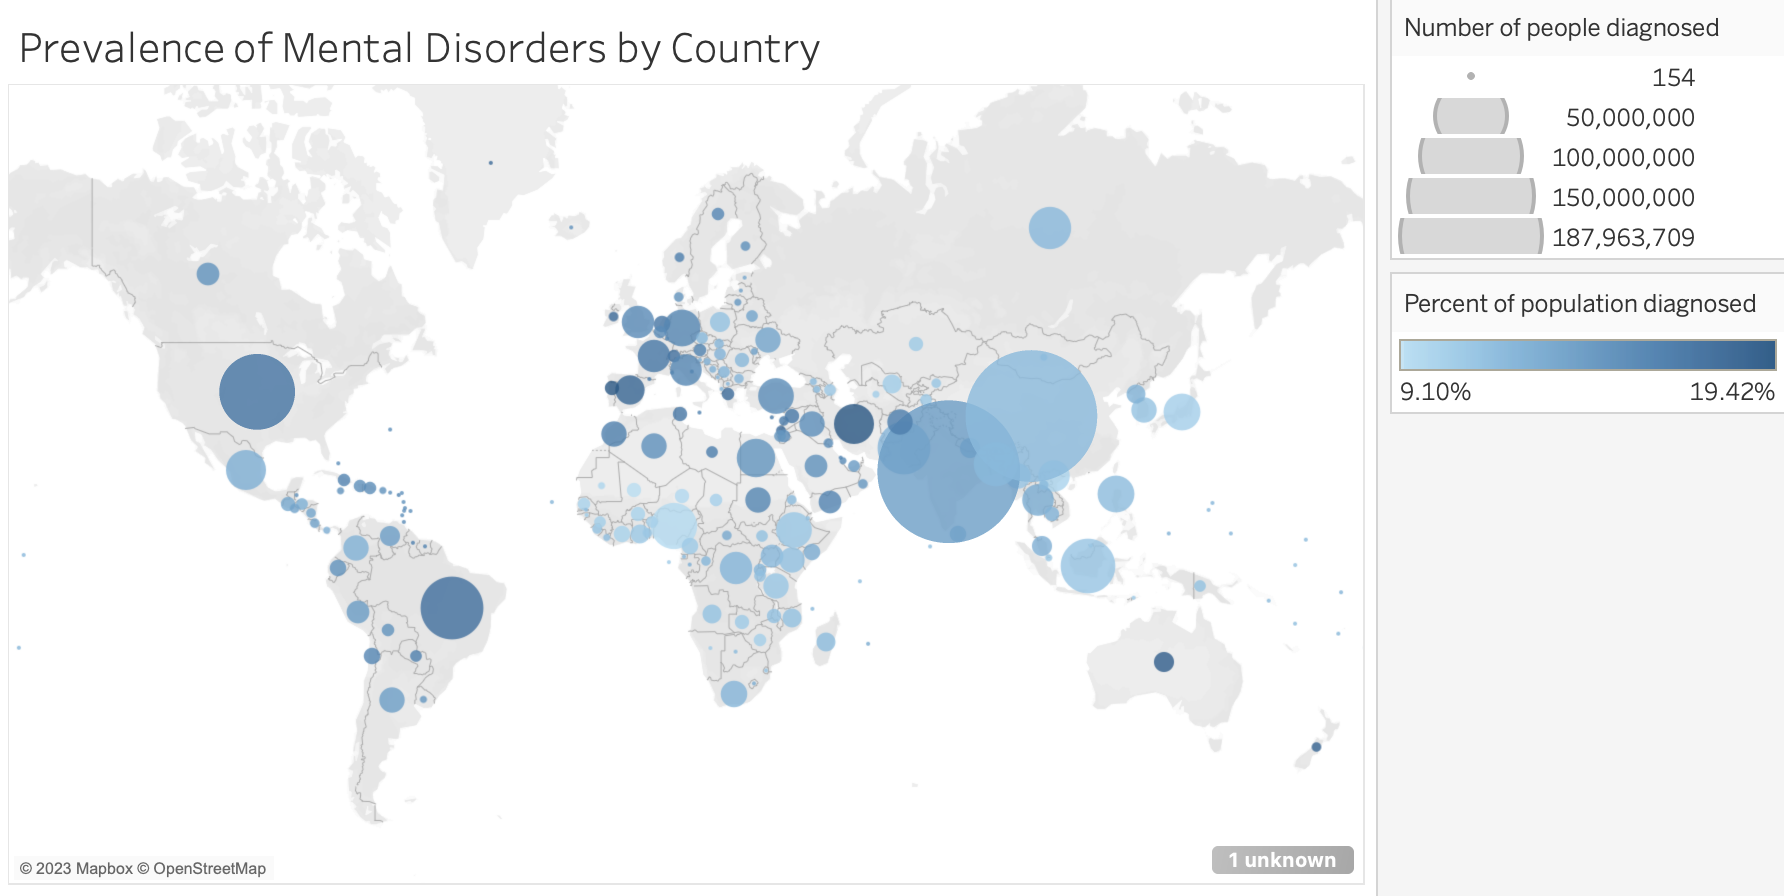 Prevalence of Mental Disorders by Country
Number of people diagnosed
154
50,000,000
100,000,000
150,000,000
187,963,709
Percent of population diagnosed
9.10% 19.42%
1 unknown
© 2023 Mapbox © OpenStreetMap